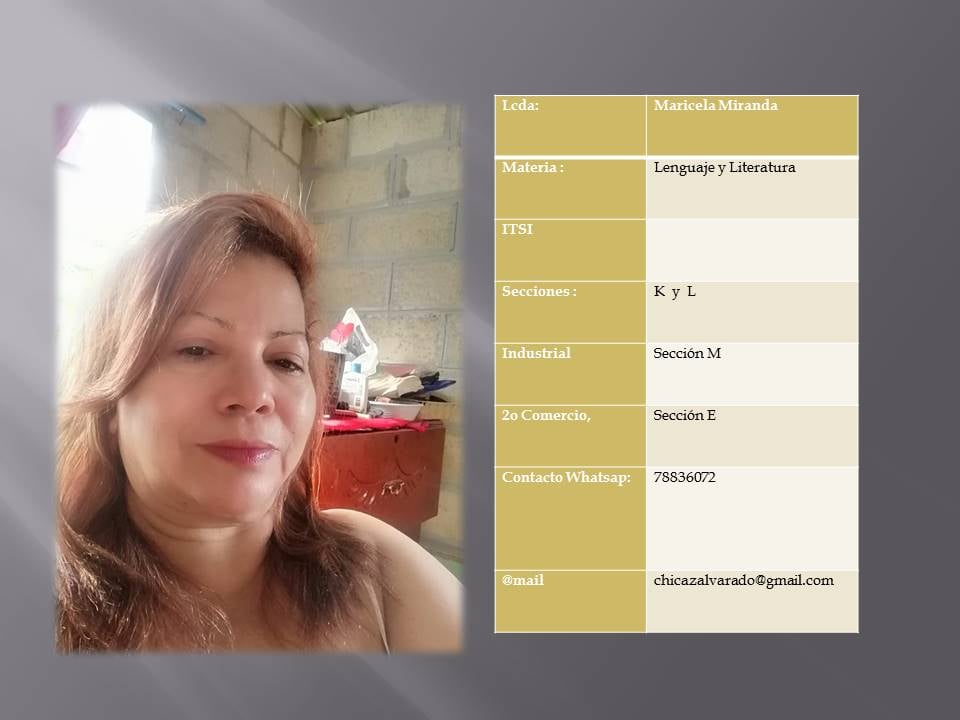 Lcda: Maricela Miranda
Materia : Lenguaje y Literatura
ITSI
Secciones : K y L
Industrial Sección M
2o Comercio, Sección E
Contacto Whatsap: 78836072
@mail chicazalvarado@gmail.com